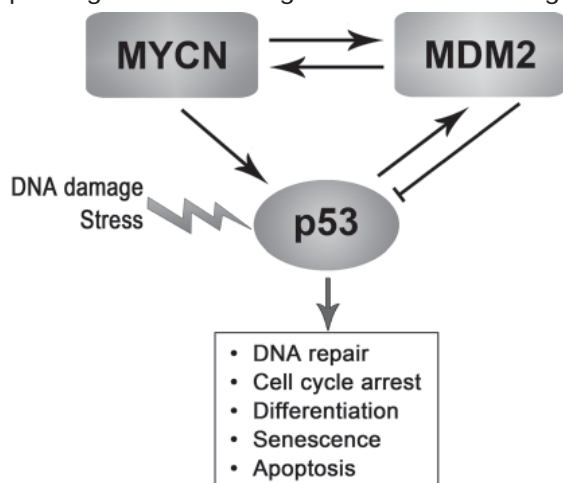 MYCN
MDM2
DNA damage
Stress
p53
• DNA repair
• Cell cycle arrest
• Differentiation
• Senescence
• Apoptosis